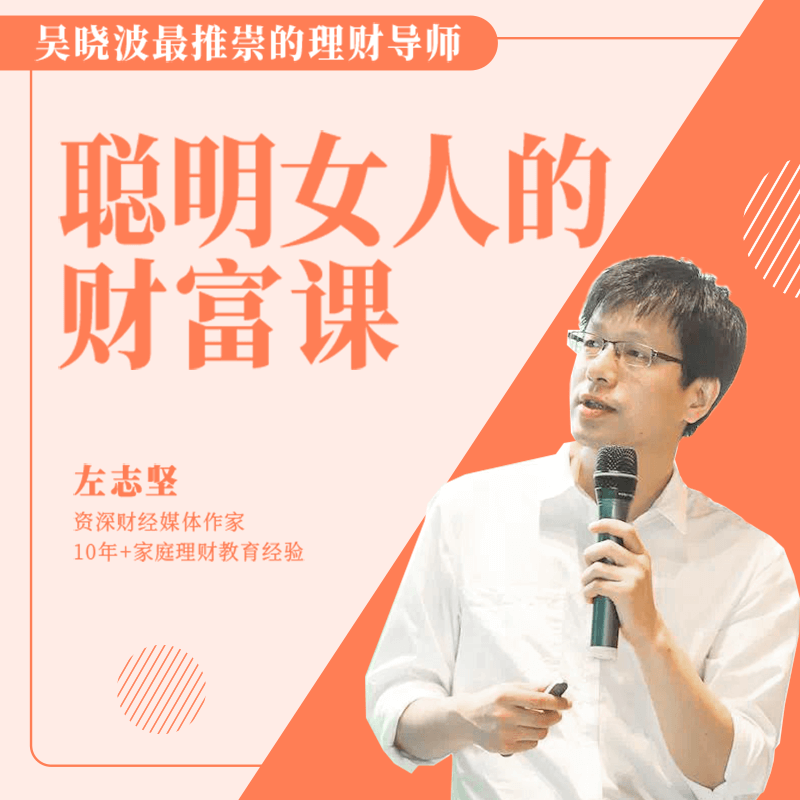 吴晓波最推崇的理财导师
聪明女人的
财富课
左志坚
资深财经媒体作家
10年+家庭理财教育经验